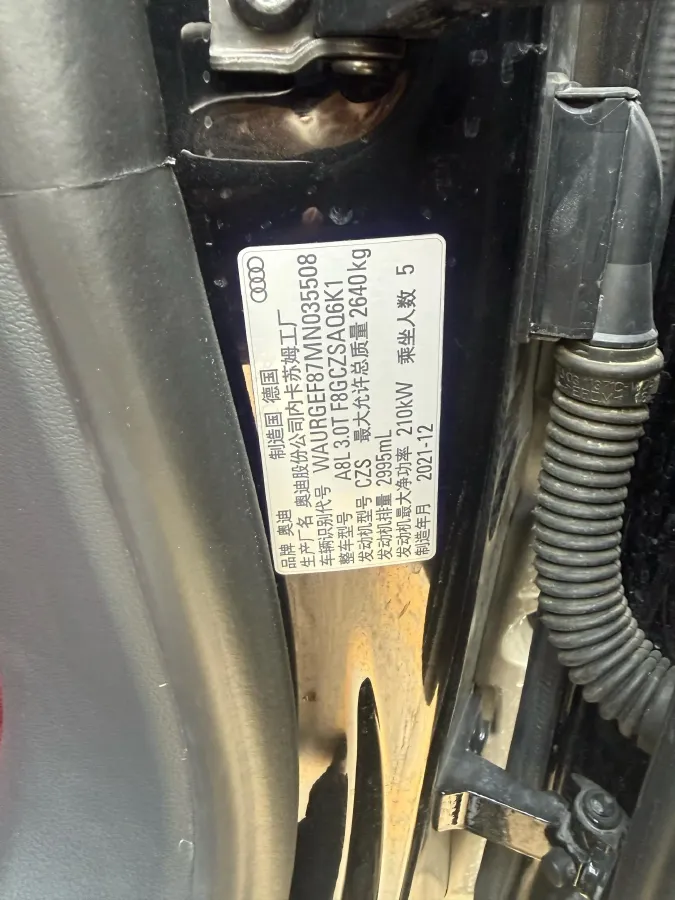 品牌 奥迪 制造国 德国
生产厂名 奥迪股份公司内卡苏姆工厂
车辆识别代号 WAURGEF87MN035508
整车型号 A8L 3.0T F8GCZSAQ6K1
发动机型号 CZS 最大允许总质量 2640kg
发动机排量 2995mL
发动机最大净功率 210kW 乘坐人数 5
制造年月 2021-12